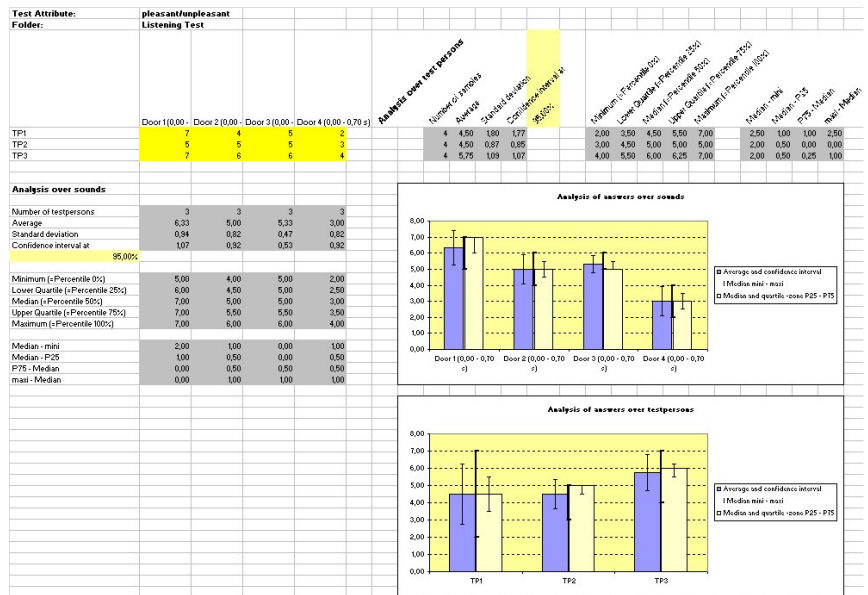 Test Attribute: pleasant/unpleasant
Folder: Listening Test
Door 1 (0,00 - Door 2 (0,00 - Door 3 (0,00 - Door 4 (0,00 - 0,70 s)
Analysis over test persons
Number of samples
Average
Standard deviation
Confidence interval at
95,00%
Minimum (=Percentile 0%)
Lower Quartile (=Percentile 25%)
Median (=Percentile 50%)
Upper Quartile (=Percentile 75%)
Maximum (=Percentile 100%)
Median - mini
Median - P25
P75 - Median
maxi - Median
TP1 7 4 5 2 4 4,50 1,80 1,77 2,00 3,50 4,50 5,50 7,00 2,50 1,00 1,00 2,50
TP2 5 5 5 3 4 4,50 0,87 0,85 3,00 4,50 5,00 5,00 5,00 2,00 0,50 0,00 0,00
TP3 7 6 6 4 4 5,75 1,09 1,07 4,00 5,50 6,00 6,25 7,00 2,00 0,50 0,25 1,00
Analysis over sounds
Number of testpersons 3 3 3 3
Average 6,33 5,00 5,33 3,00
Standard deviation 0,94 0,82 0,47 0,82
Confidence interval at 1,07 0,92 0,53 0,92
95,00%
Minimum (=Percentile 0%) 5,00 4,00 5,00 2,00
Lower Quartile (=Percentile 25%) 6,00 4,50 5,00 2,50
Median (=Percentile 50%) 7,00 5,00 5,00 3,00
Upper Quartile (=Percentile 75%) 7,00 5,50 5,50 3,50
Maximum (=Percentile 100%) 7,00 6,00 6,00 4,00
Median - mini 2,00 1,00 0,00 1,00
Median - P25 1,00 0,50 0,00 0,50
P75 - Median 0,00 0,50 0,50 0,50
maxi - Median 0,00 1,00 1,00 1,00
Analysis of answers over sounds
8,00
7,00
6,00
5,00
4,00
3,00
2,00
1,00
0,00
Door 1 (0,00 - 0,70 s)
Door 2 (0,00 - 0,70 s)
Door 3 (0,00 - 0,70 s)
Door 4 (0,00 - 0,70 s)
Average and confidence interval
Median mini - maxi
Median and quartile -zone P25 - P75
Analysis of answers over testpersons
8,00
7,00
6,00
5,00
4,00
3,00
2,00
1,00
0,00
TP1 TP2 TP3
Average and confidence interval
Median mini - maxi
Median and quartile -zone P25 - P75